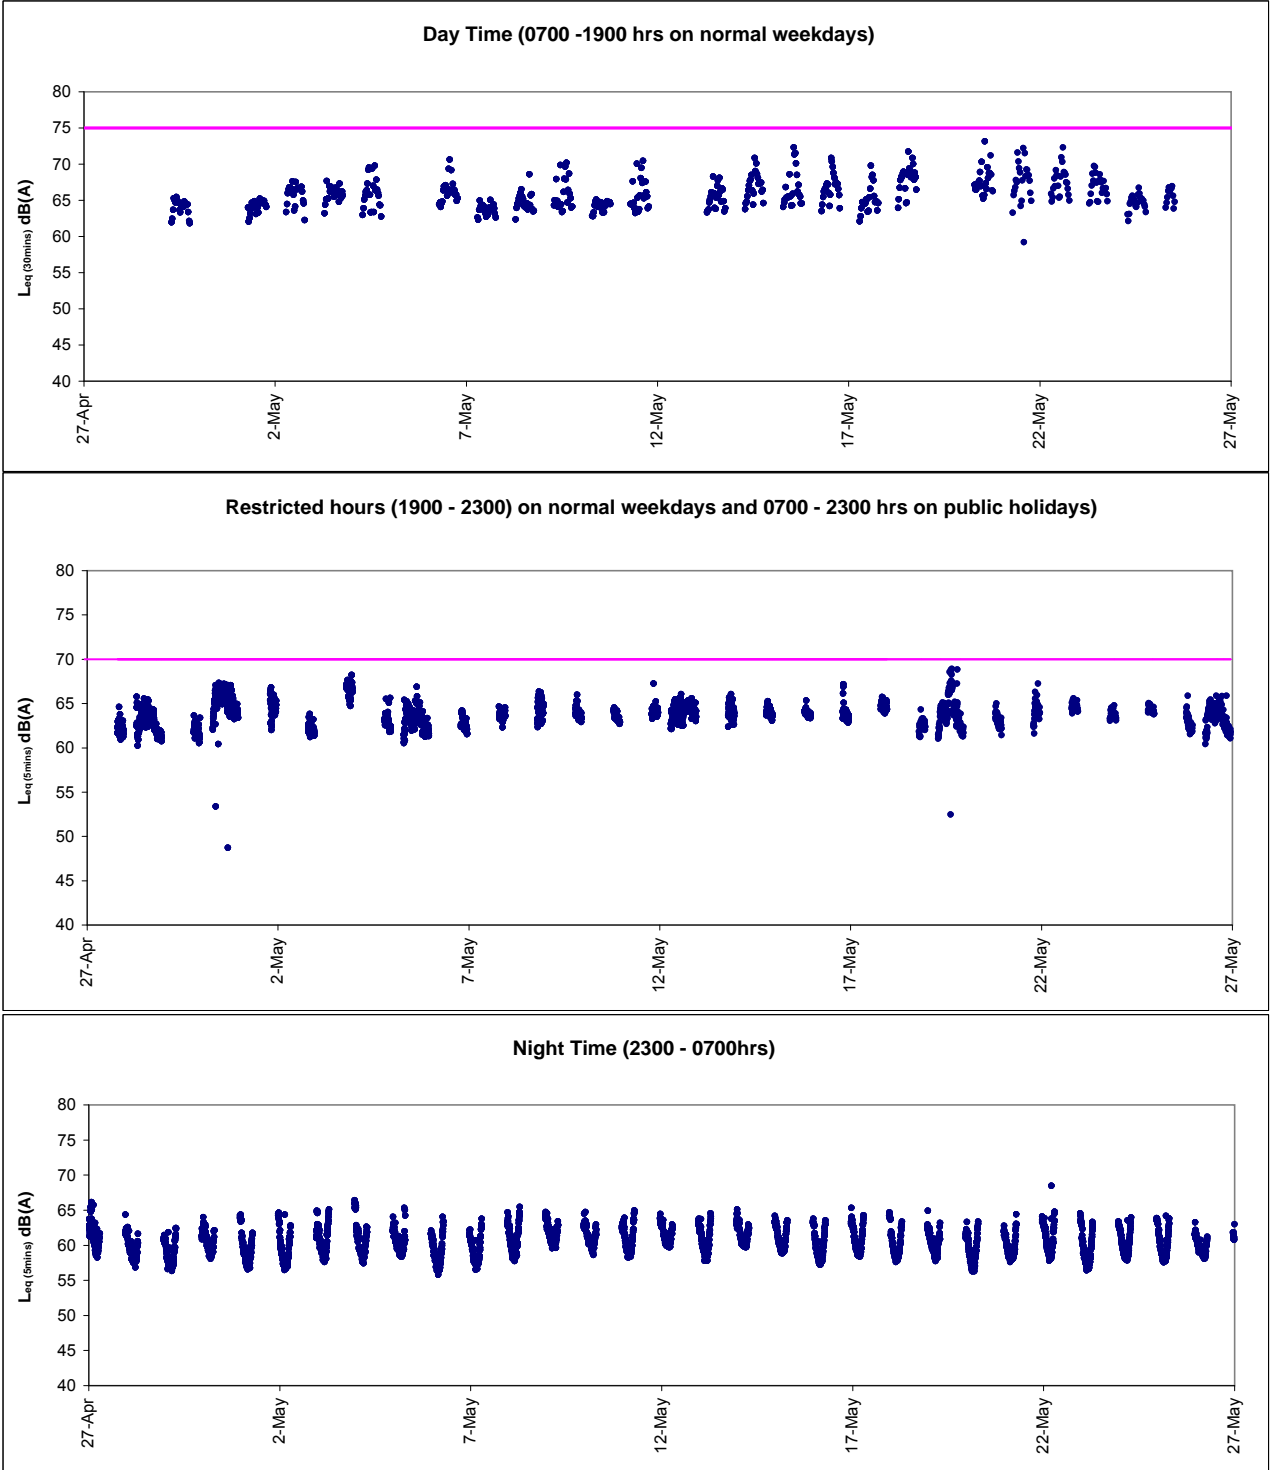 Day Time (0700 -1900 hrs on normal weekdays)
Leq (30mins) dB(A)
80
75
70
65
60
55
50
45
40
27-Apr
2-May
7-May
12-May
17-May
22-May
27-May
Restricted hours (1900 - 2300) on normal weekdays and 0700 - 2300 hrs on public holidays)
Leq (5mins) dB(A)
80
75
70
65
60
55
50
45
40
27-Apr
2-May
7-May
12-May
17-May
22-May
27-May
Night Time (2300 - 0700hrs)
Leq (5mins) dB(A)
80
75
70
65
60
55
50
45
40
27-Apr
2-May
7-May
12-May
17-May
22-May
27-May